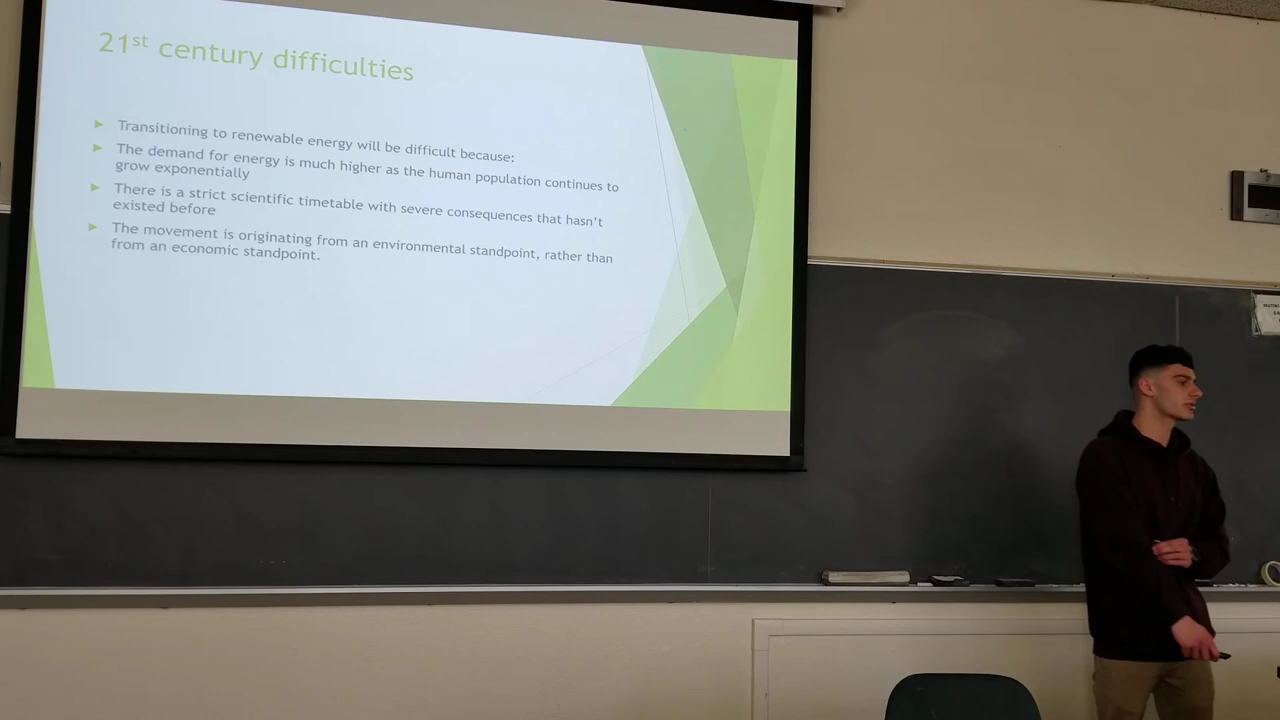 21st century difficulties
Transitioning to renewable energy will be difficult because:
The demand for energy is much higher as the human population continues to
grow exponentially
There is a strict scientific timetable with severe consequences that hasn't
existed before
The movement is originating from an environmental standpoint, rather than
from an economic standpoint.